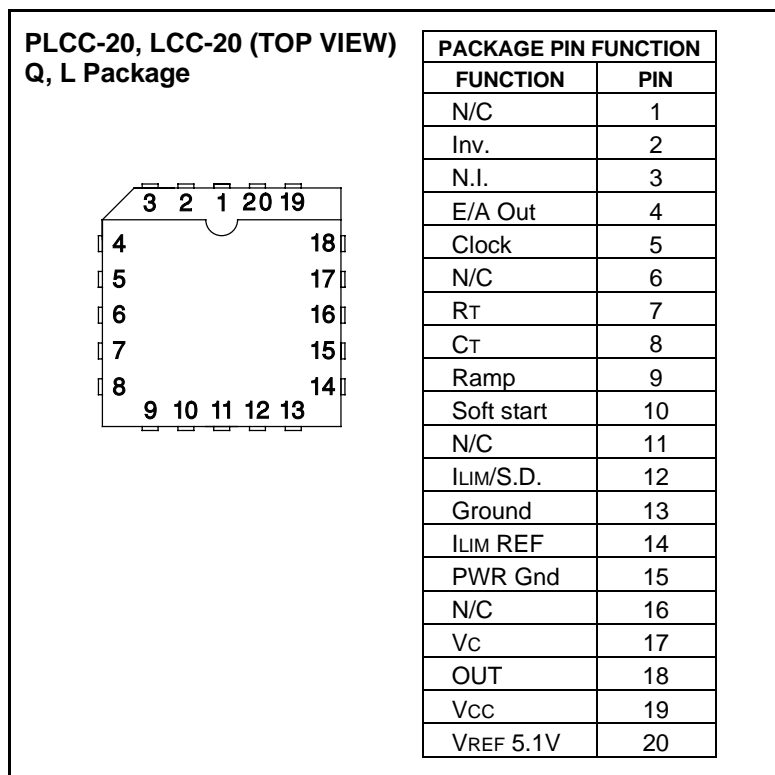 PLCC-20, LCC-20 (TOP VIEW)
Q, L Package
3 2 1 20 19
4 18
5 17
6 16
7 15
8 14
9 10 11 12 13
PACKAGE PIN FUNCTION
FUNCTION PIN
N/C 1
Inv. 2
N.I. 3
E/A Out 4
Clock 5
N/C 6
RT 7
CT 8
Ramp 9
Soft start 10
N/C 11
ILIM/S.D. 12
Ground 13
ILIM REF 14
PWR Gnd 15
N/C 16
VC 17
OUT 18
VCC 19
VREF 5.1V 20